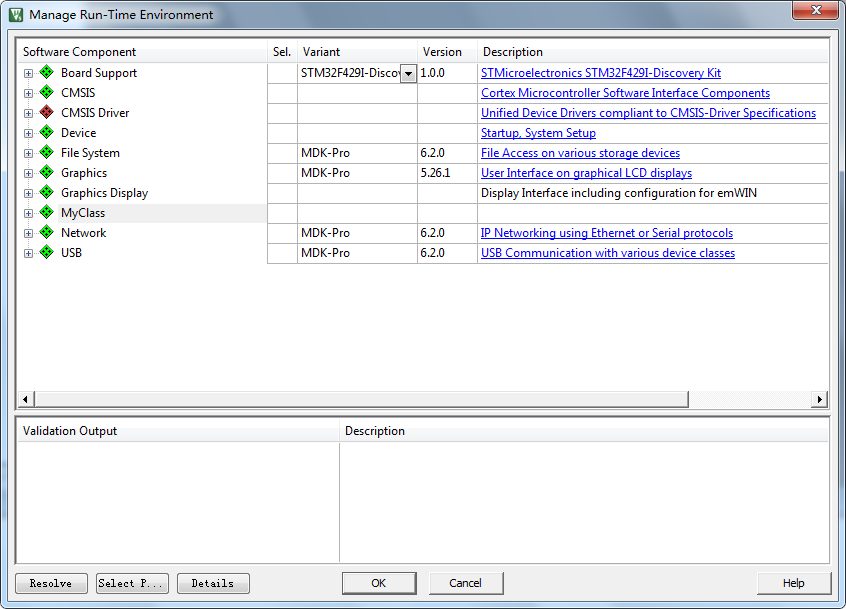 Manage Run-Time Environment
Software Component Sel. Variant Version Description
Board Support STM32F429I-Discov 1.0.0 STMicroelectronics STM32F429I-Discovery Kit
CMSIS Cortex Microcontroller Software Interface Components
CMSIS Driver Unified Device Drivers compliant to CMSIS-Driver Specifications
Device Startup, System Setup
File System MDK-Pro 6.2.0 File Access on various storage devices
Graphics MDK-Pro 5.26.1 User Interface on graphical LCD displays
Graphics Display Display Interface including configuration for emWIN
MyClass
Network MDK-Pro 6.2.0 IP Networking using Ethernet or Serial protocols
USB MDK-Pro 6.2.0 USB Communication with various device classes
Validation Output Description
Resolve Select P... Details OK Cancel Help